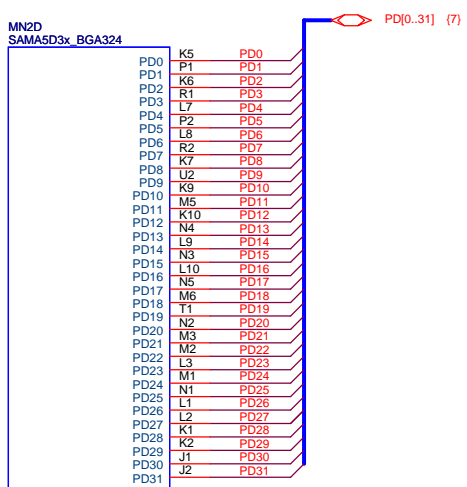 PD[0..31] {7}
MN2D
SAMA5D3x_BGA324
PD0 K5 PD0
PD1 P1 PD1
PD2 K6 PD2
PD3 R1 PD3
PD4 L7 PD4
PD5 P2 PD5
PD6 L8 PD6
PD7 R2 PD7
PD8 K7 PD8
PD9 U2 PD9
PD10 K9 PD10
PD11 M5 PD11
PD12 K10 PD12
PD13 N4 PD13
PD14 L9 PD14
PD15 N3 PD15
PD16 L10 PD16
PD17 N5 PD17
PD18 M6 PD18
PD19 T1 PD19
PD20 N2 PD20
PD21 M3 PD21
PD22 M2 PD22
PD23 L3 PD23
PD24 M1 PD24
PD25 N1 PD25
PD26 L1 PD26
PD27 L2 PD27
PD28 K1 PD28
PD29 K2 PD29
PD30 J1 PD30
PD31 J2 PD31